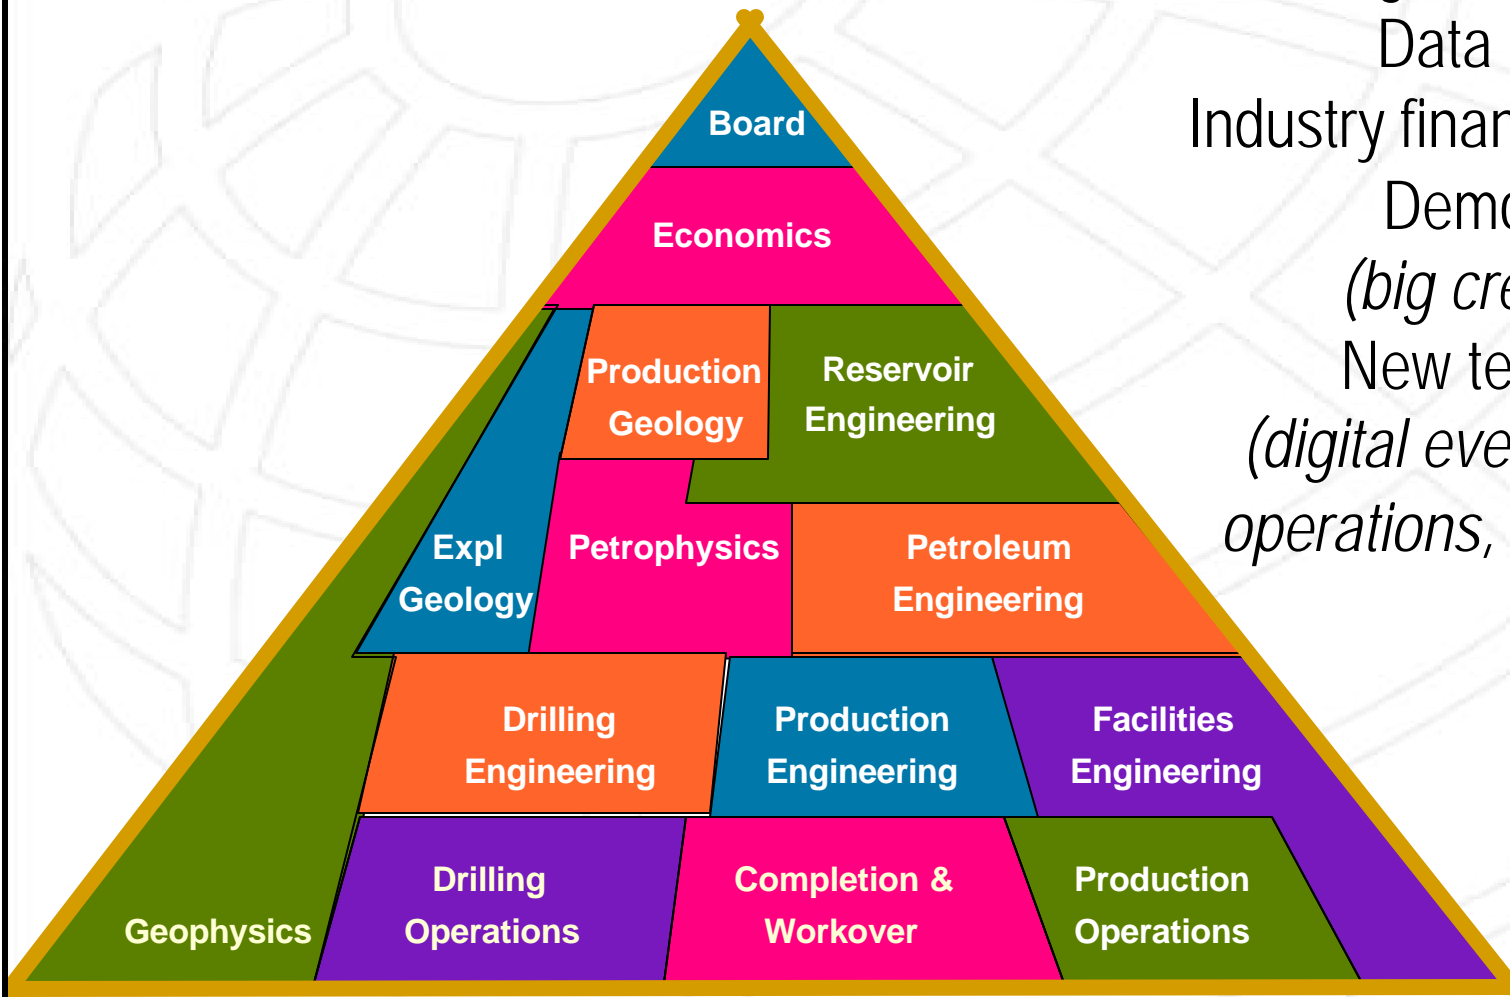 Data
Industry finan
Demo
(big cre
New te
(digital eve
operations,
Board
Economics
Production
Geology
Reservoir
Engineering
Expl
Geology
Petrophysics
Petroleum
Engineering
Drilling
Engineering
Production
Engineering
Facilities
Engineering
Geophysics
Drilling
Operations
Completion &
Workover
Production
Operations